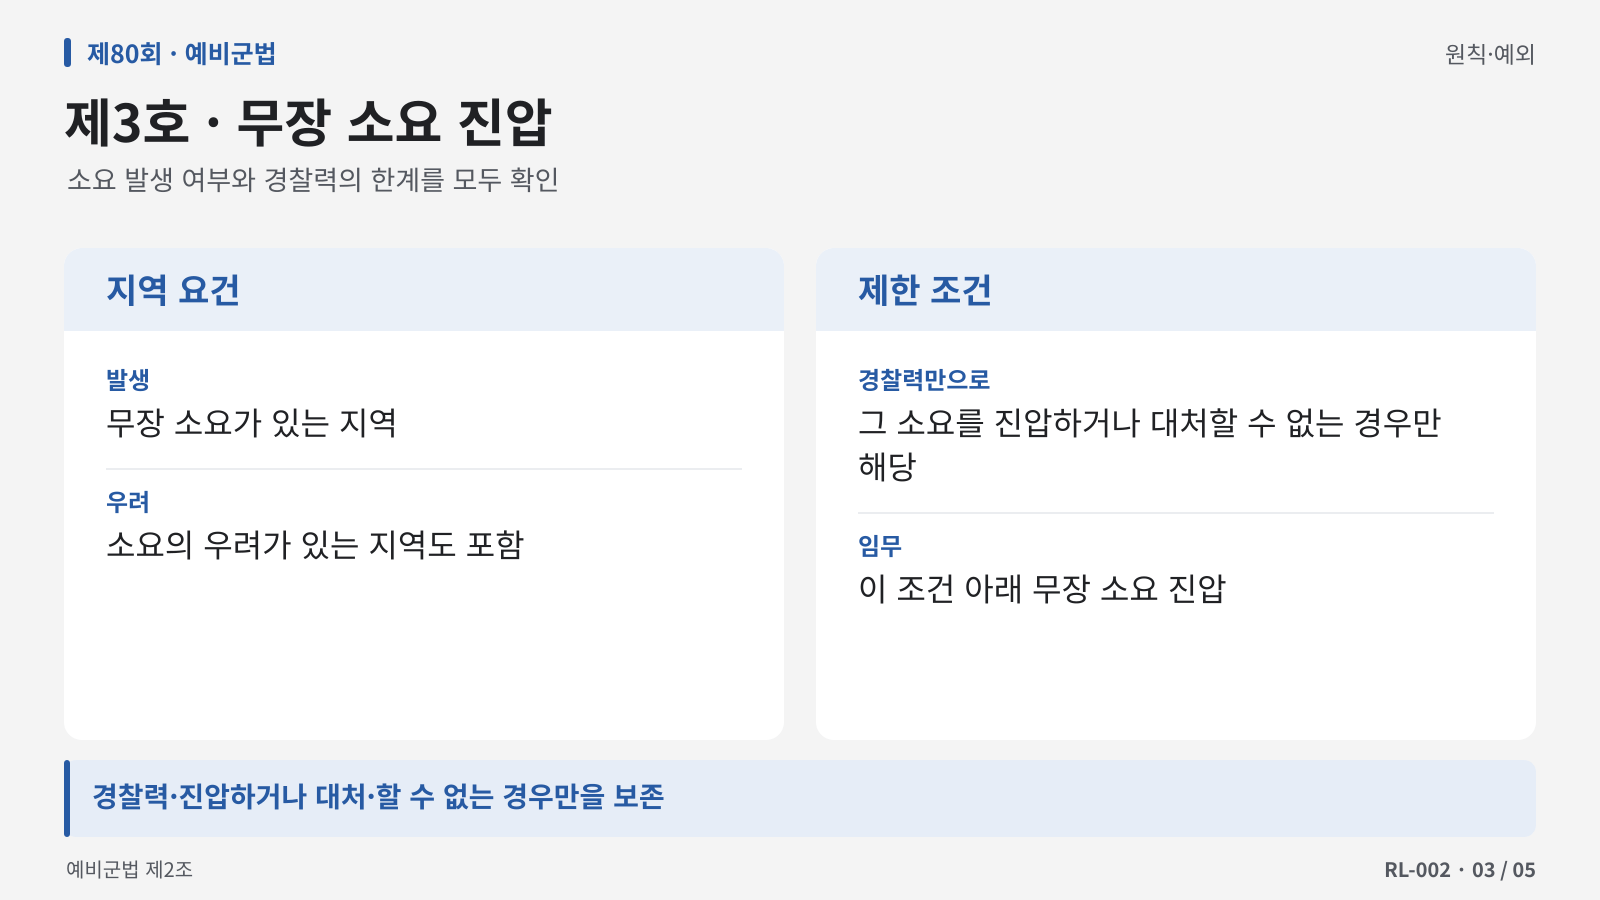 제80회 · 예비군법
원칙·예외
제3호 · 무장 소요 진압
소요 발생 여부와 경찰력의 한계를 모두 확인
지역 요건
발생
무장 소요가 있는 지역
우려
소요의 우려가 있는 지역도 포함
제한 조건
경찰력만으로
그 소요를 진압하거나 대처할 수 없는 경우만
해당
임무
이 조건 아래 무장 소요 진압
경찰력·진압하거나 대처·할 수 없는 경우만을 보존
예비군법 제2조
RL-002 · 03 / 05